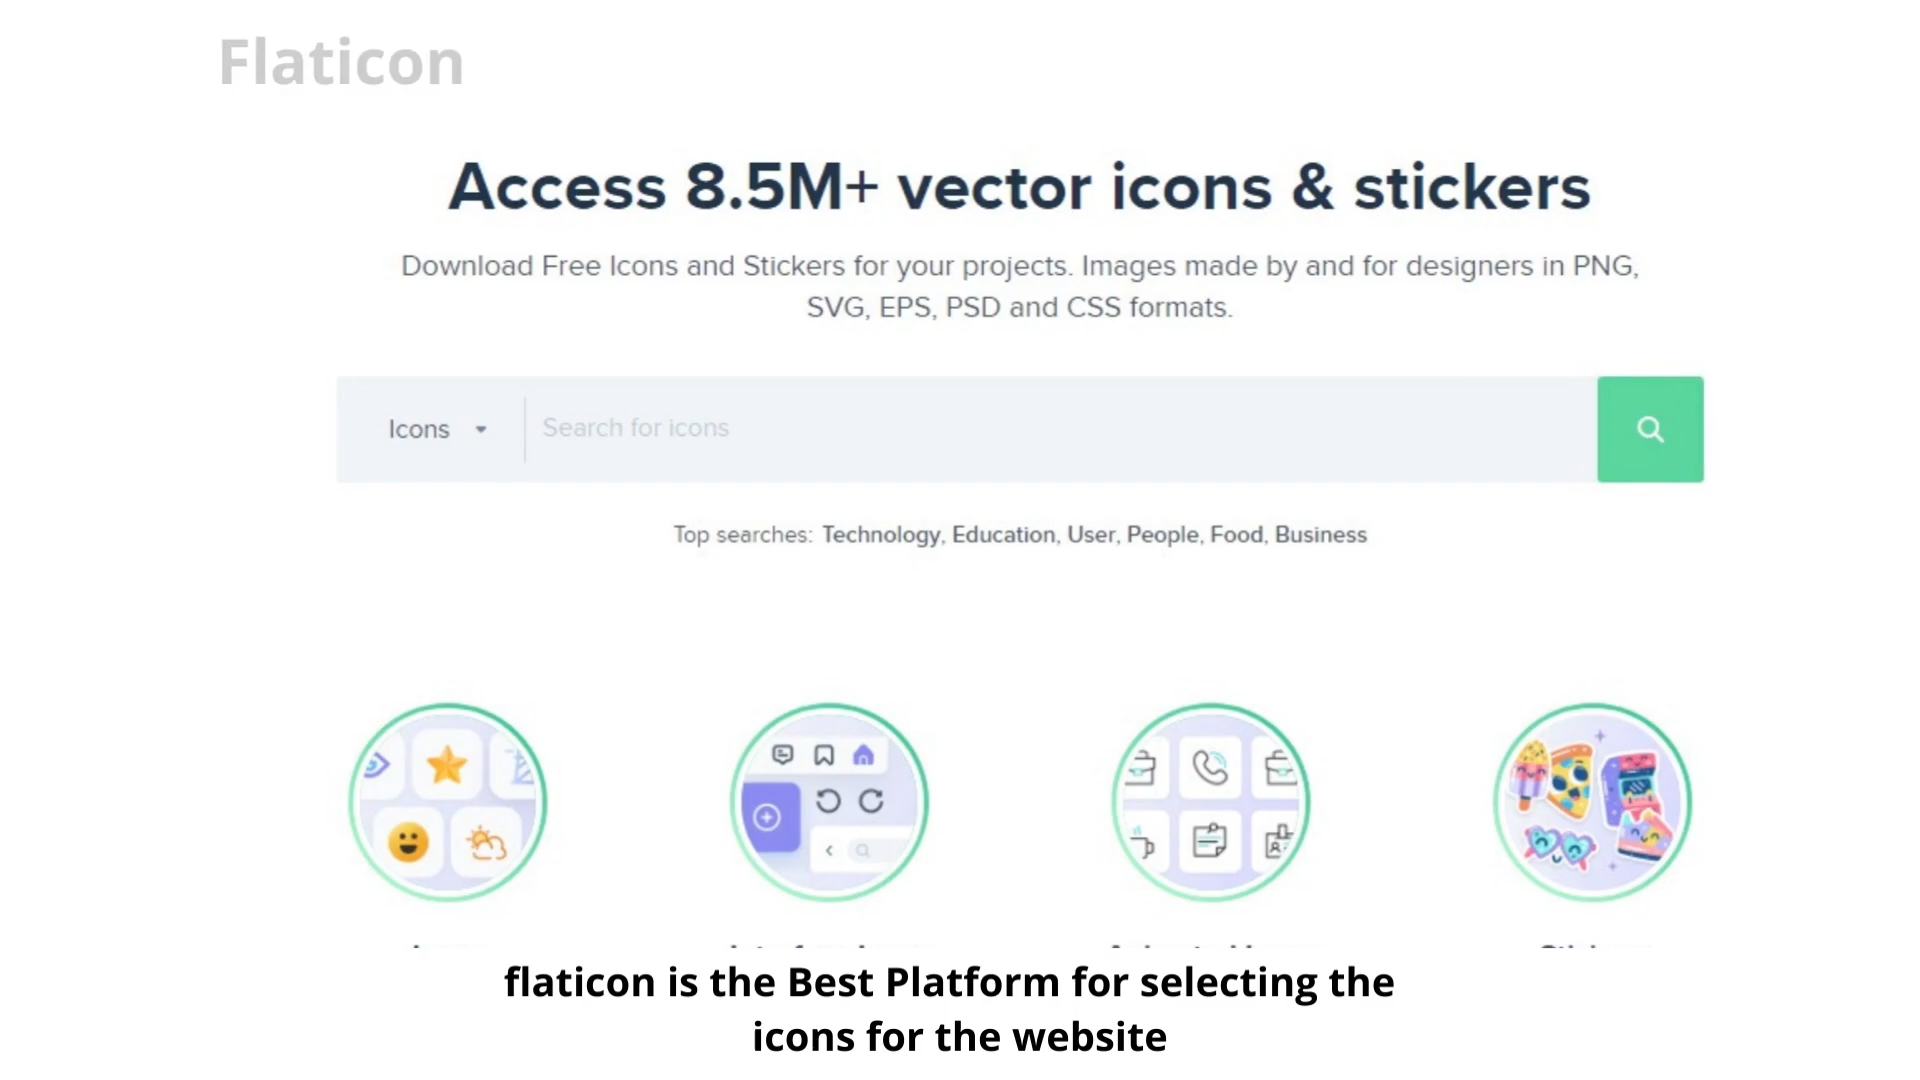 Flaticon
Access 8.5M+ vector icons & stickers
Download Free Icons and Stickers for your projects. Images made by and for designers in PNG,
SVG, EPS, PSD and CSS formats.
Icons Search for icons
Top searches: Technology, Education, User, People, Food, Business
flaticon is the Best Platform for selecting the
icons for the website